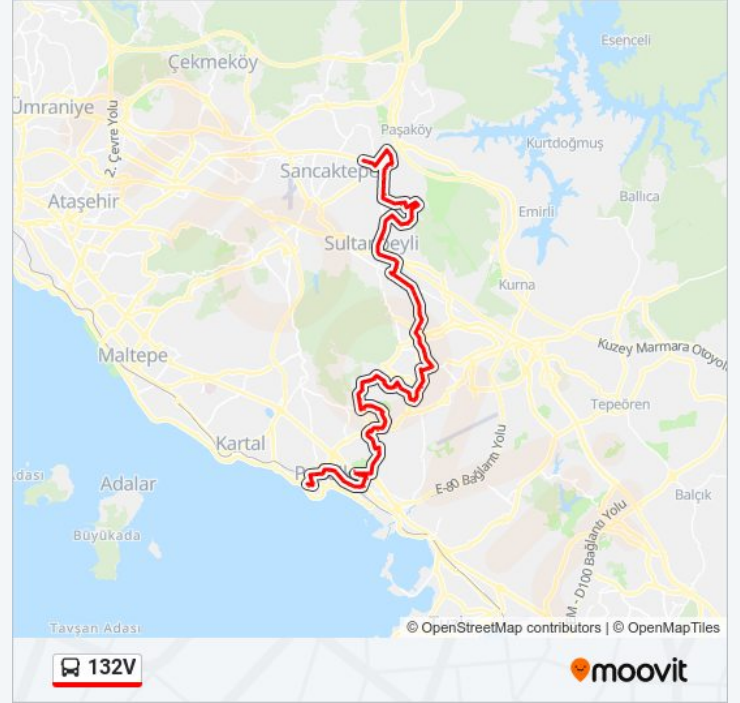 Esenceli
Çekmeköy
Ümraniye
2. Çevre Yolu
Paşaköy
Kurtdoğmuş
Sancaktepe
Ataşehir
Ballıca
Emirli
Sultanbeyli
Kurna
Kuzey Marmara Otoyolu
Maltepe
Tepeören
Kartal
E-80 Bağlantı Yolu
Adalar
Balçık
Büyükada
M - D100 Bağlantı Yolu
Tavşan Adası
© OpenStreetMap contributors | © OpenMapTiles
132V
moovit